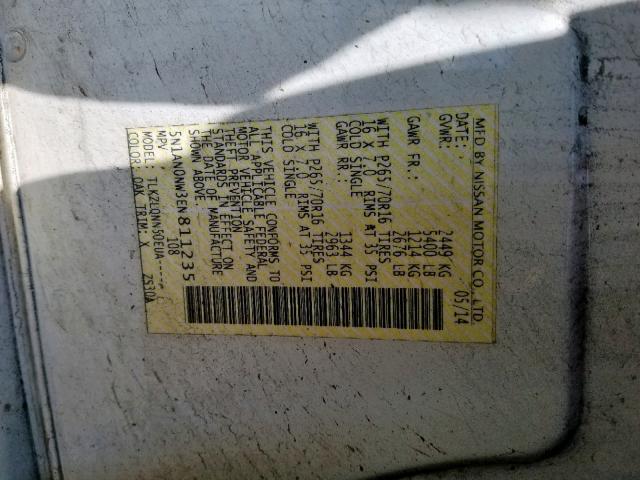 MFD BY NISSAN MOTOR CO., LTD.
DATE: 05/14
GVWR: 2449 KG
5400 LB
GAWR FR: 1214 KG
2676 LB
WITH P265/70R16 TIRES
16 X 7.0 RIMS AT 35 PSI
COLD SINGLE
GAWR RR: 1344 KG
2963 LB
WITH P265/70R16 TIRES
16 X 7.0 RIMS AT 35 PSI
COLD SINGLE
THIS VEHICLE CONFORMS TO
ALL APPLICABLE FEDERAL
MOTOR VEHICLE SAFETY AND
THEFT PREVENTION
STANDARDS IN EFFECT ON
THE DATE OF MANUFACTURE
SHOWN ABOVE.
5N1AN0NW3EN811235
MPV 108
MODEL: TLKZLQNN50EUA----
COLOR: QAK TRIM: X ZS30A